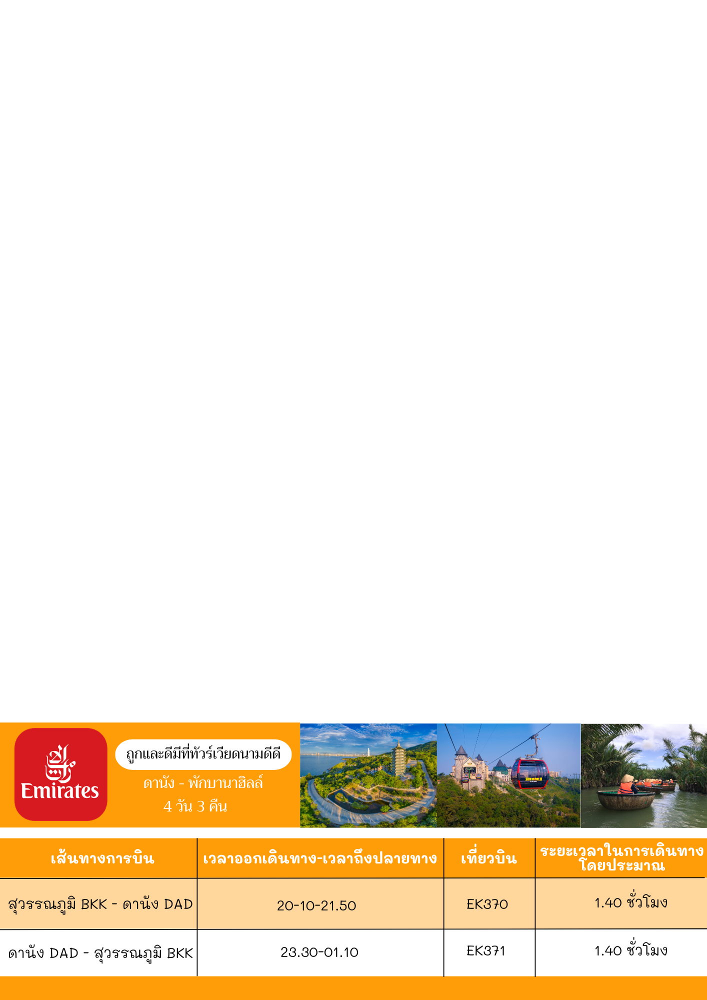 Emirates
ถูกและดีมีที่ทัวร์เวียดนามดีดี
ดานัง - พักบานาฮิลล์
4 วัน 3 คืน
SUN WORLD
เส้นทางการบิน เวลาออกเดินทาง-เวลาถึงปลายทาง เที่ยวบิน ระยะเวลาในการเดินทาง
โดยประมาณ
สุวรรณภูมิ BKK - ดานัง DAD 20-10-21.50 EK370 1.40 ชั่วโมง
ดานัง DAD - สุวรรณภูมิ BKK 23.30-01.10 EK371 1.40 ชั่วโมง